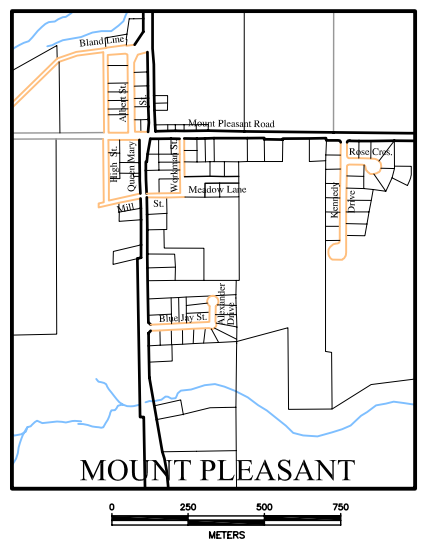 Bland Line
Albert St.
St.
Mount Pleasant Road
High St.
Queen Mary
Workman St.
Rose Cres.
Kennedy
Drive
Meadow Lane
Mill St.
Alexander
Drive
Blue Jay St.
MOUNT PLEASANT
0 250 500 750
METERS